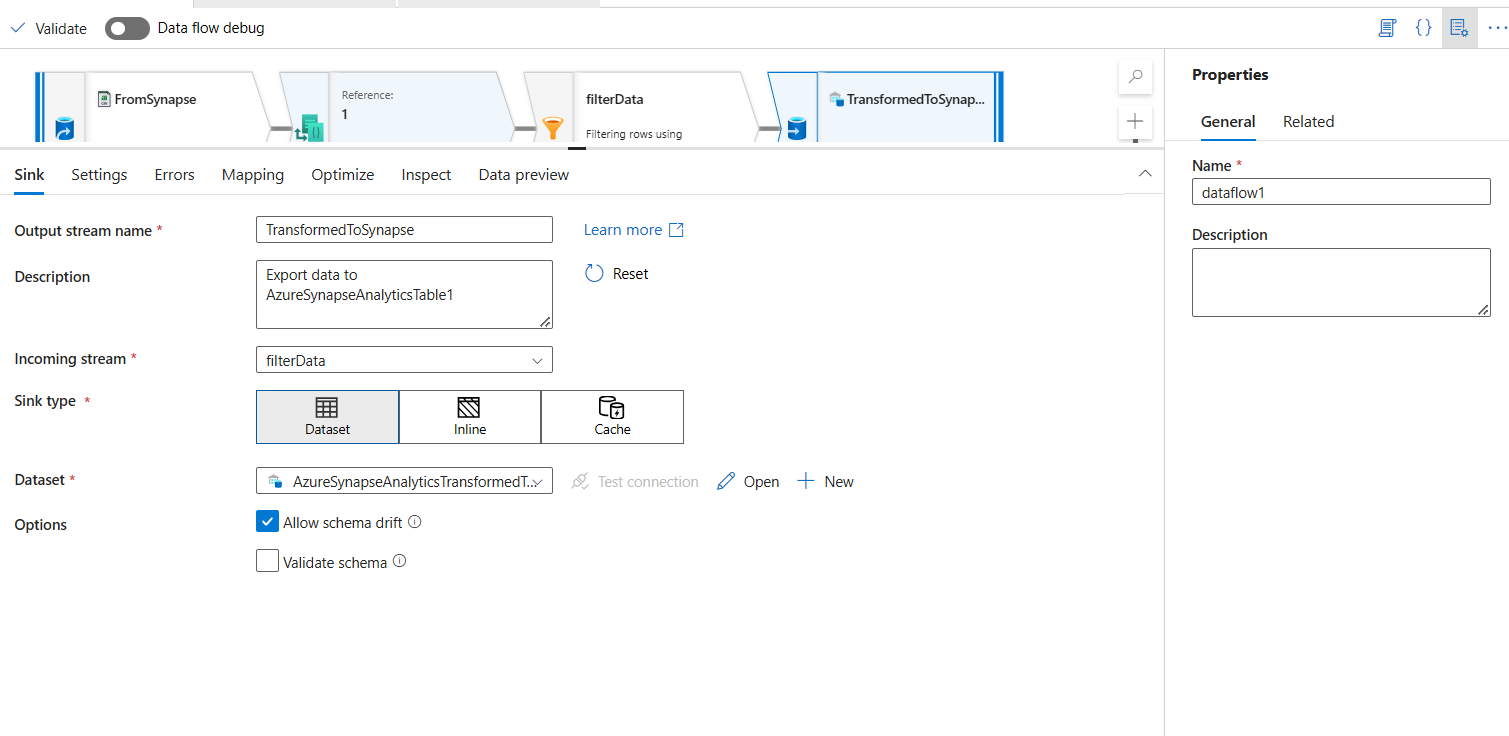 Validate
Data flow debug
FromSynapse
Reference:
1
filterData
Filtering rows using
TransformedToSynap...
Sink
Settings
Errors
Mapping
Optimize
Inspect
Data preview
Output stream name *
TransformedToSynapse
Learn more
Description
Export data to
AzureSynapseAnalyticsTable1
Reset
Incoming stream *
filterData
Sink type *
Dataset
Inline
Cache
Dataset *
AzureSynapseAnalyticsTransformedT...
Test connection
Open
New
Options
Allow schema drift
Validate schema
Properties
General
Related
Name *
dataflow1
Description